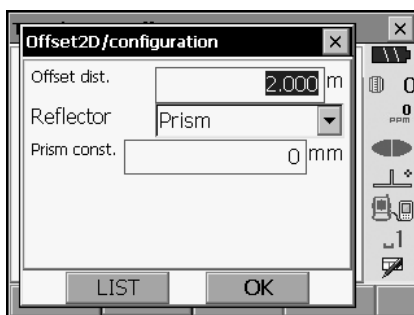 Offset2D/configuration
Offset dist. 2.000 m
Reflector Prism
Prism const. 0 mm
LIST OK
0
0
PPM
1